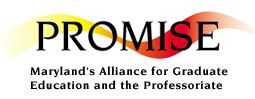 PROMISE
Maryland's Alliance for Graduate
Education and the Professoriate